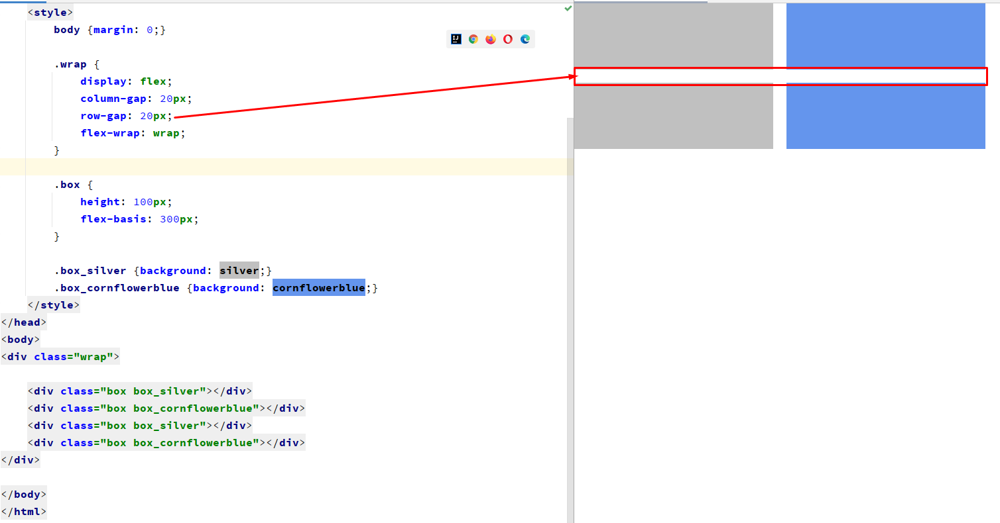 <style>
body {margin: 0;}
.wrap {
display: flex;
column-gap: 20px;
row-gap: 20px;
flex-wrap: wrap;
}
.box {
height: 100px;
flex-basis: 300px;
}
.box_silver {background: silver;}
.box_cornflowerblue {background: cornflowerblue;}
</style>
</head>
<body>
<div class="wrap">
<div class="box box_silver"></div>
<div class="box box_cornflowerblue"></div>
<div class="box box_silver"></div>
<div class="box box_cornflowerblue"></div>
</div>
</body>
</html>
IJ